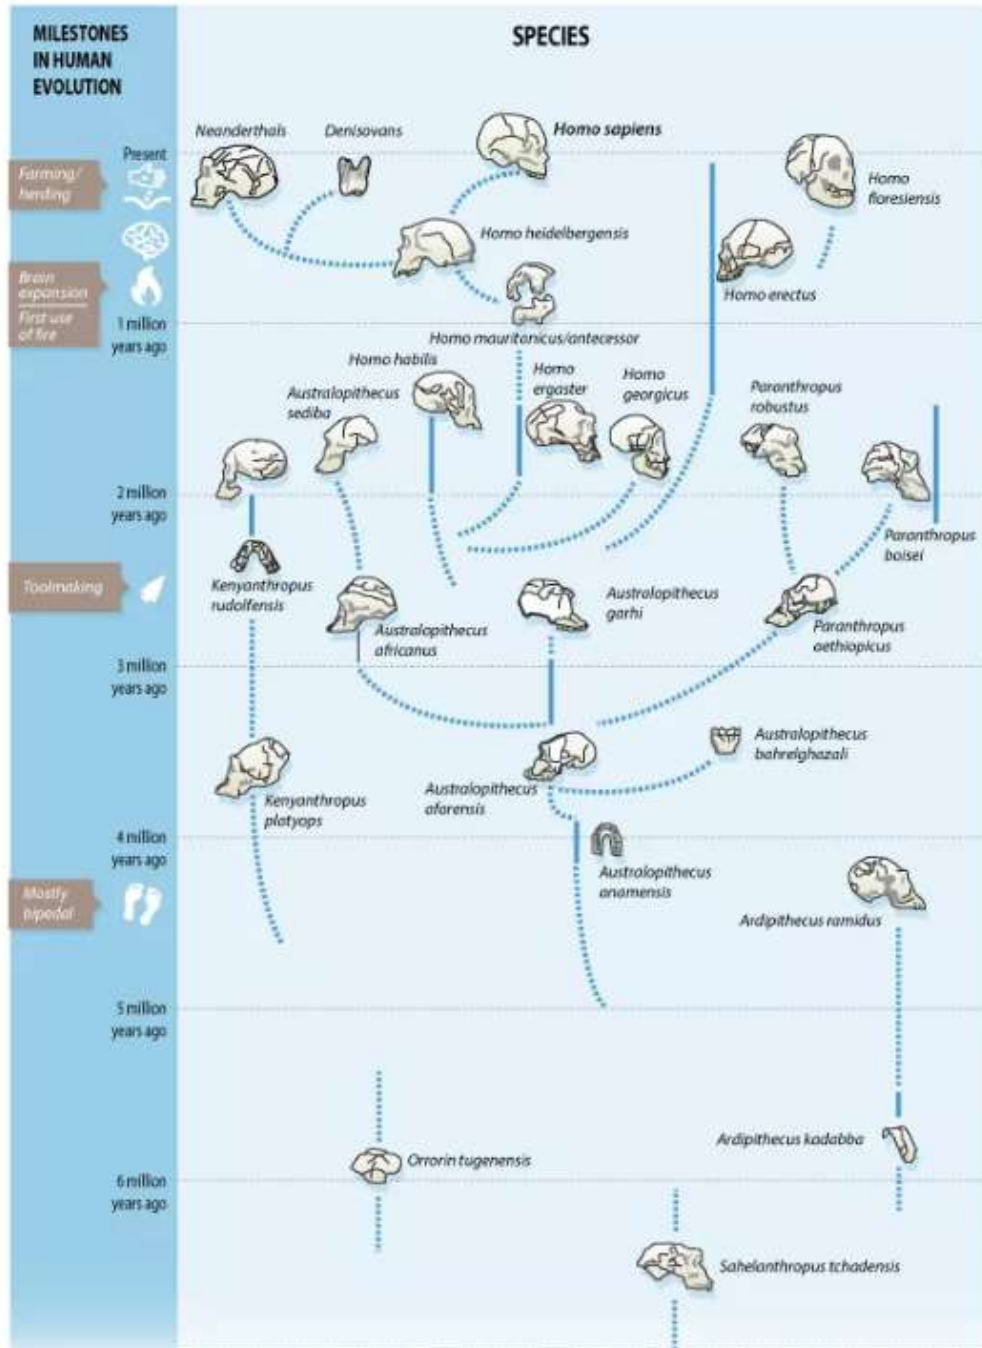 MILESTONES
IN HUMAN
EVOLUTION
SPECIES
Neanderthals
Denisovans
Homo sapiens
Present
Farming/
herding
Homo
floresiensis
Homo heidelbergensis
Brain
expansion
First use
of fire
Homo erectus
1 million
years ago
Homo mauritanicus/antecessor
Homo habilis
Homo
ergaster
Homo
georgicus
Australopithecus
sediba
Paranthropus
robustus
2 million
years ago
Paranthropus
boisei
Toolmaking
Kenyanthropus
rudolfensis
Australopithecus
garhi
Australopithecus
africanus
Paranthropus
aethiopicus
3 million
years ago
Australopithecus
bahrelghazali
Australopithecus
afarensis
Kenyanthropus
platyops
4 million
years ago
Australopithecus
anamensis
Mostly
bipedal
Ardipithecus ramidus
5 million
years ago
Ardipithecus kadabba
Orrorin tugenensis
6 million
years ago
Sahelanthropus tchadensis